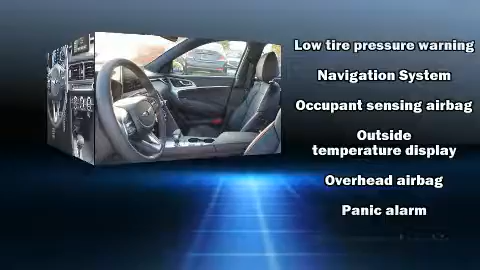 Low tire pressure warning
Navigation System
Occupant sensing airbag
Outside
temperature display
Overhead airbag
Panic alarm